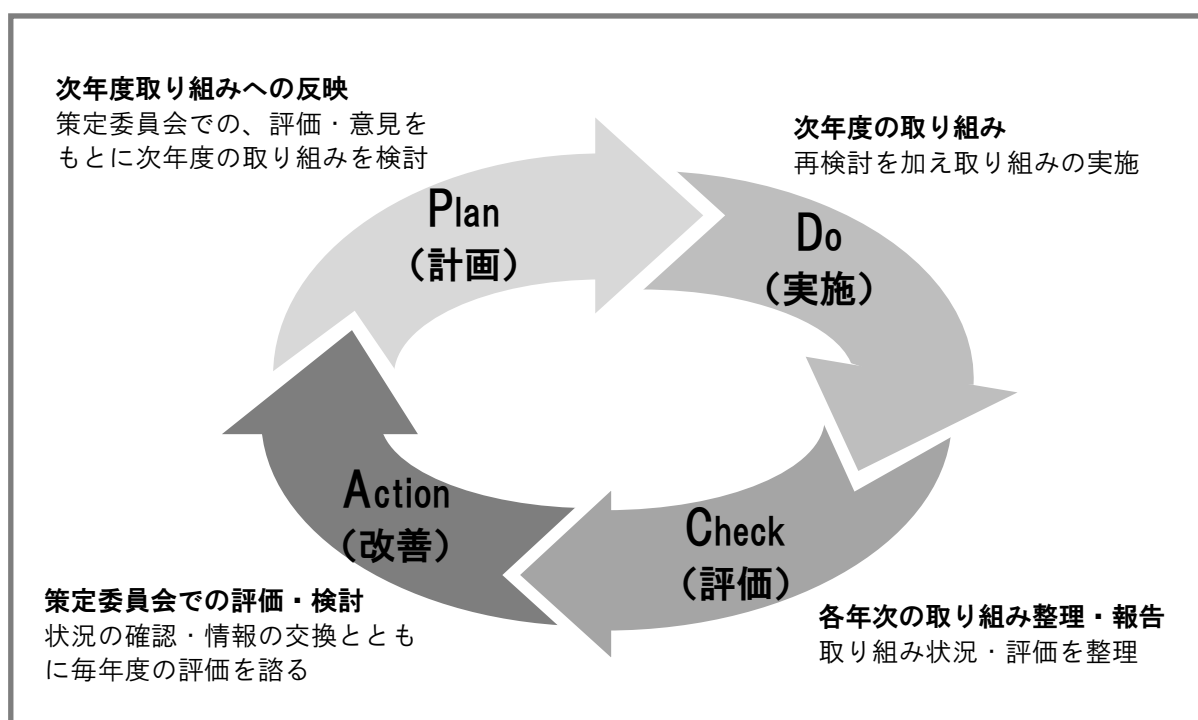 次年度取り組みへの反映
策定委員会での、評価・意見を
もとに次年度の取り組みを検討
次年度の取り組み
再検討を加え取り組みの実施
Plan
（計画）
Do
（実施）
Action
（改善）
Check
（評価）
策定委員会での評価・検討
状況の確認・情報の交換ととも
に毎年度の評価を諮る
各年次の取り組み整理・報告
取り組み状況・評価を整理